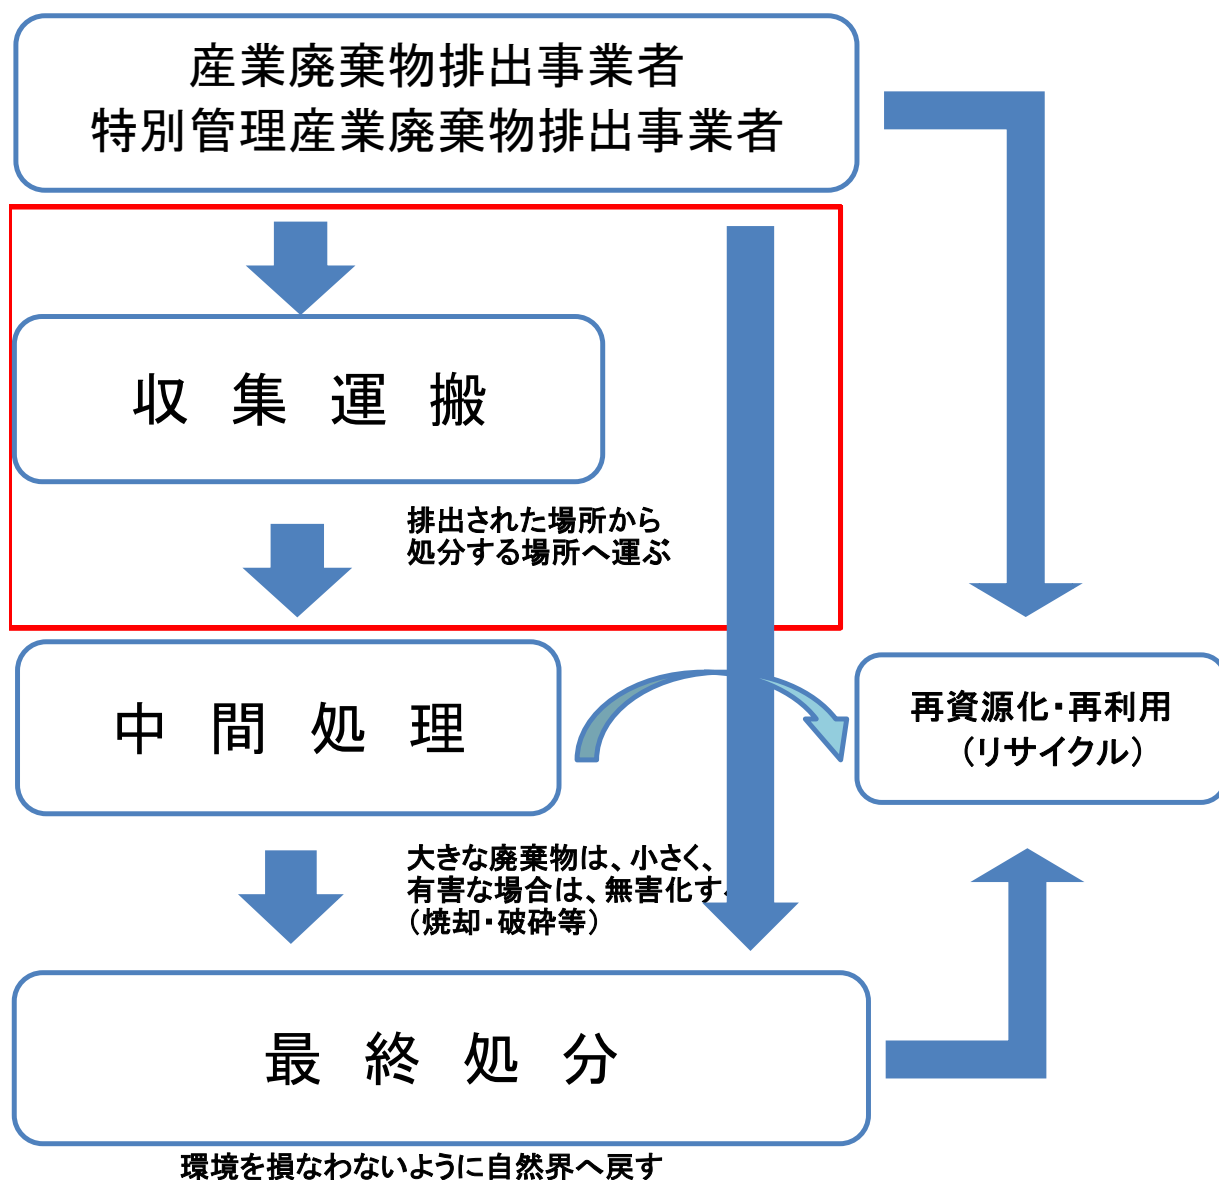 産業廃棄物排出事業者
特別管理産業廃棄物排出事業者
収集運搬
排出された場所から
処分する場所へ運ぶ
中間処理
再資源化・再利用
（リサイクル）
大きな廃棄物は、小さく、
有害な場合は、無害化す
（焼却・破砕等）
最終処分
環境を損なわないように自然界へ戻す